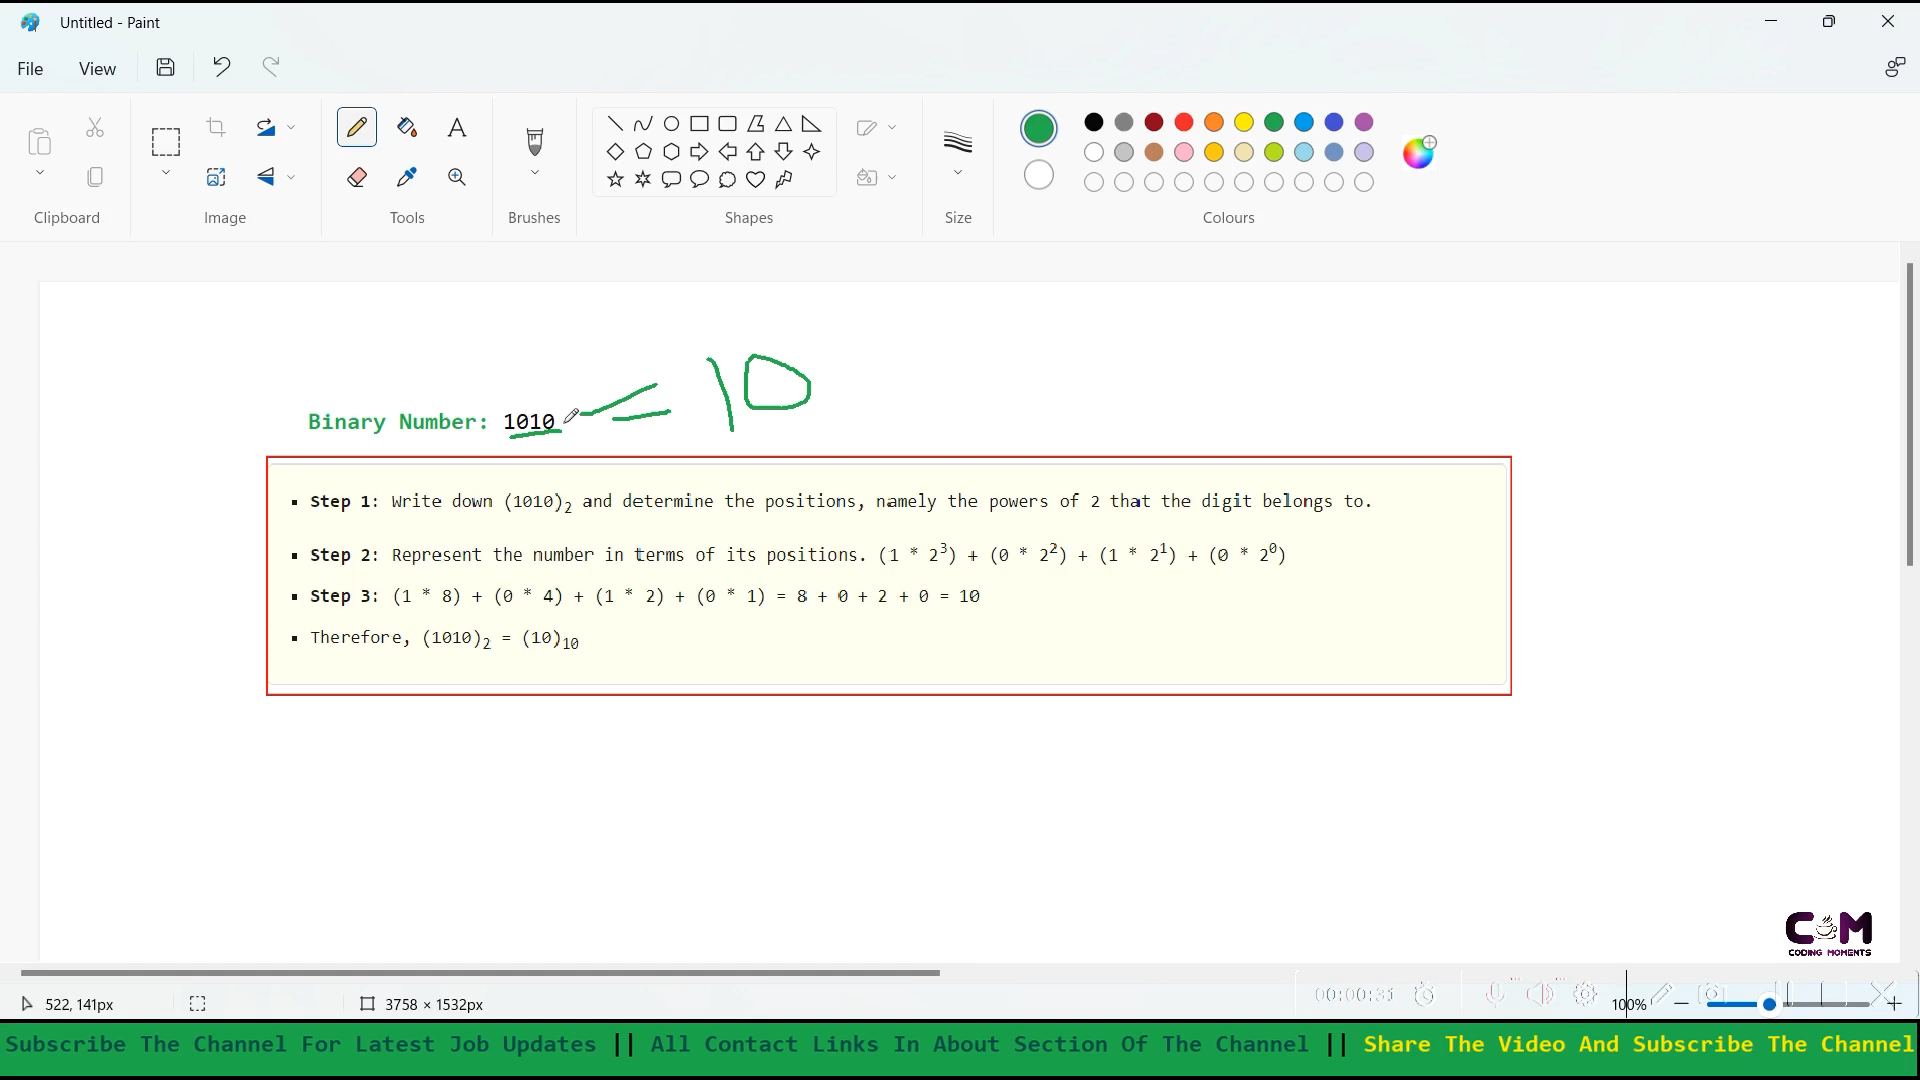 Untitled - Paint
File View
Clipboard Image Tools Brushes Shapes Size Colours
= 10
Binary Number: 1010
▪ Step 1: Write down (1010)₂ and determine the positions, namely the powers of 2 that the digit belongs to.
▪ Step 2: Represent the number in terms of its positions. (1 * 2³) + (0 * 2²) + (1 * 2¹) + (0 * 2⁰)
▪ Step 3: (1 * 8) + (0 * 4) + (1 * 2) + (0 * 1) = 8 + 0 + 2 + 0 = 10
▪ Therefore, (1010)₂ = (10)₁₀
C M
CODING MOMENTS
522, 141px 3758 × 1532px 00:00:31 100%
Subscribe The Channel For Latest Job Updates || All Contact Links In About Section Of The Channel || Share The Video And Subscribe The Channel